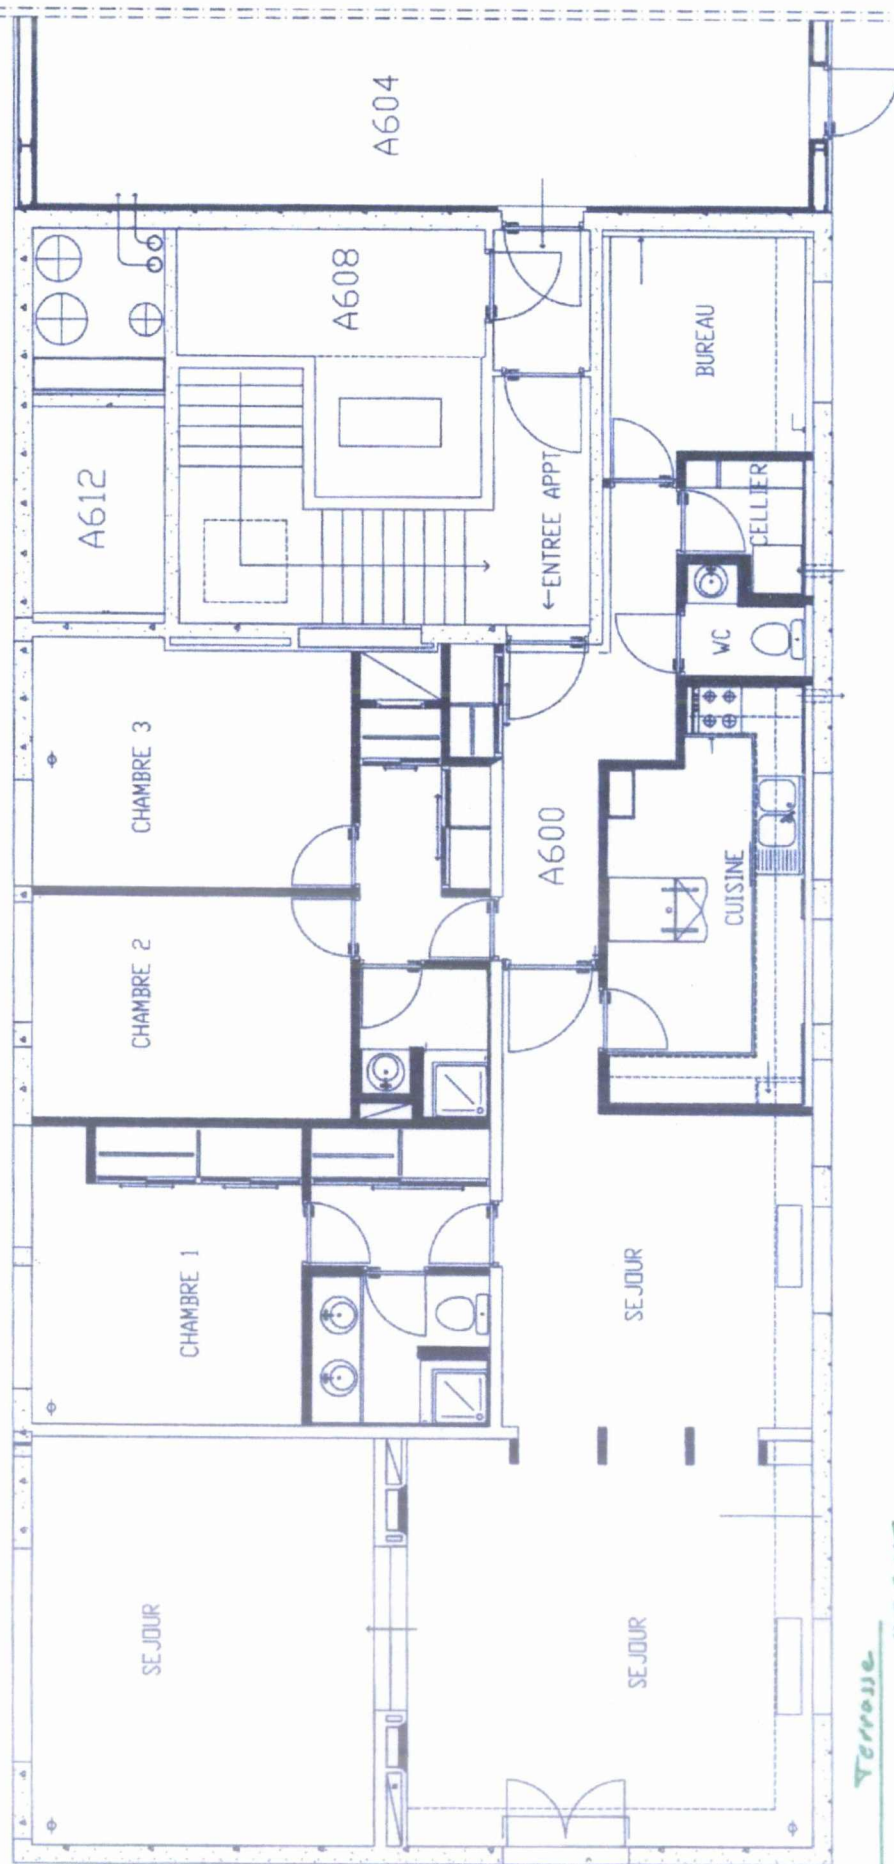 A604
A608
BUREAU
A612
←ENTREE APPT
CELLIER
WC
CHAMBRE 3
A600
CUISINE
CHAMBRE 2
CHAMBRE 1
SEJOUR
SEJOUR
SEJOUR
Terrasse